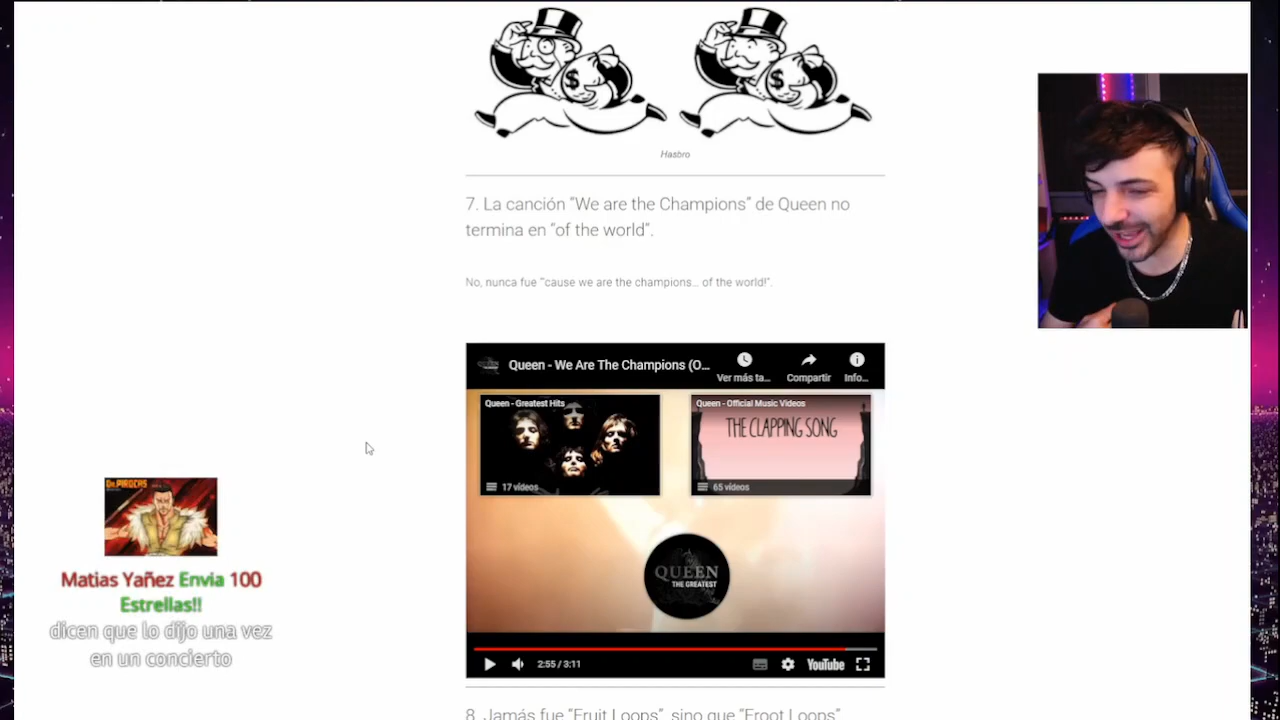 Hasbro
7. La canción “We are the Champions” de Queen no
termina en “of the world”.
No, nunca fue “'cause we are the champions... of the world!”.
Queen - We Are The Champions (O...
Ver más ta...
Compartir
Info...
Queen - Greatest Hits
17 vídeos
Queen - Official Music Videos
THE CLAPPING SONG
65 vídeos
QUEEN
THE GREATEST
2:55 / 3:11
YouTube
8. Jamás fue “Fruit Loops”, sino que “Froot Loops”
DR.PIROCAS
Matias Yañez Envia 100
Estrellas!!
dicen que lo dijo una vez
en un concierto